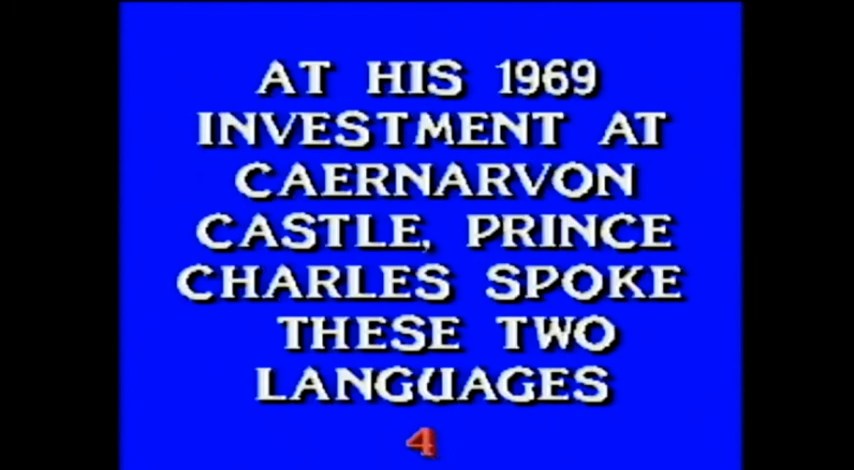 AT HIS 1969
INVESTMENT AT
CAERNARVON
CASTLE, PRINCE
CHARLES SPOKE
THESE TWO
LANGUAGES
4